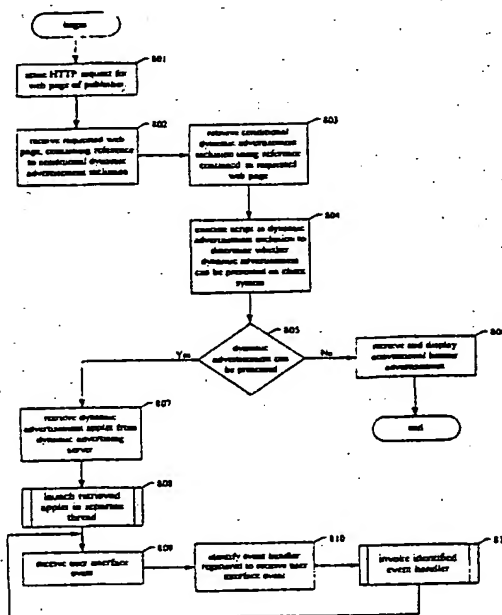 begin
801
send HTTP request for
web page of publisher
802
receive requested web
page, containing reference
to conditional dynamic
advertisement inclusion
803
retrieve conditional
dynamic advertisement
inclusion using reference
contained in requested
web page
804
execute script in dynamic
advertisement inclusion to
determine whether
dynamic advertisement
can be presented on client
system
805
dynamic
advertisement can
be presented
Yes
No
retrieve and display
conventional banner
advertisement
end
807
retrieve dynamic
advertisement applet from
dynamic advertising
server
808
launch retrieved
applet in separate
thread
809
receive user interface
event
810
identify event handler
registered to receive user
interface event
invoke identified
event handler